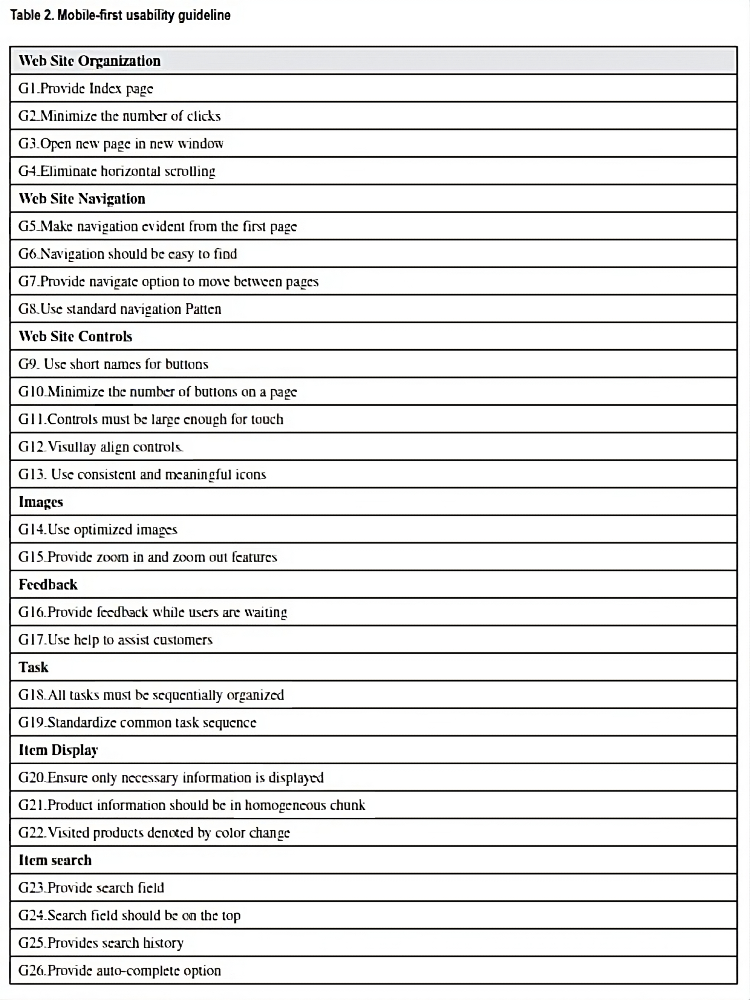 Table 2. Mobile-first usability guideline
Web Site Organization
G1.Provide Index page
G2.Minimize the number of clicks
G3.Open new page in new window
G4.Eliminate horizontal scrolling
Web Site Navigation
G5.Make navigation evident from the first page
G6.Navigation should be easy to find
G7.Provide navigate option to move between pages
G8.Use standard navigation Patten
Web Site Controls
G9. Use short names for buttons
G10.Minimize the number of buttons on a page
G11.Controls must be large enough for touch
G12.Visullay align controls.
G13. Use consistent and meaningful icons
Images
G14.Use optimized images
G15.Provide zoom in and zoom out features
Feedback
G16.Provide feedback while users are waiting
G17.Use help to assist customers
Task
G18.All tasks must be sequentially organized
G19.Standardize common task sequence
Item Display
G20.Ensure only necessary information is displayed
G21.Product information should be in homogeneous chunk
G22.Visited products denoted by color change
Item search
G23.Provide search field
G24.Search field should be on the top
G25.Provides search history
G26.Provide auto-complete option